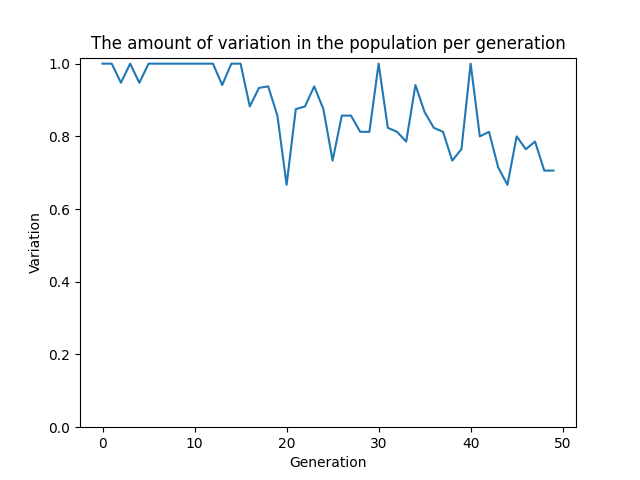 The amount of variation in the population per generation
1.0
0.8
0.6
0.4
0.2
0.0
Variation
0 10 20 30 40 50
Generation